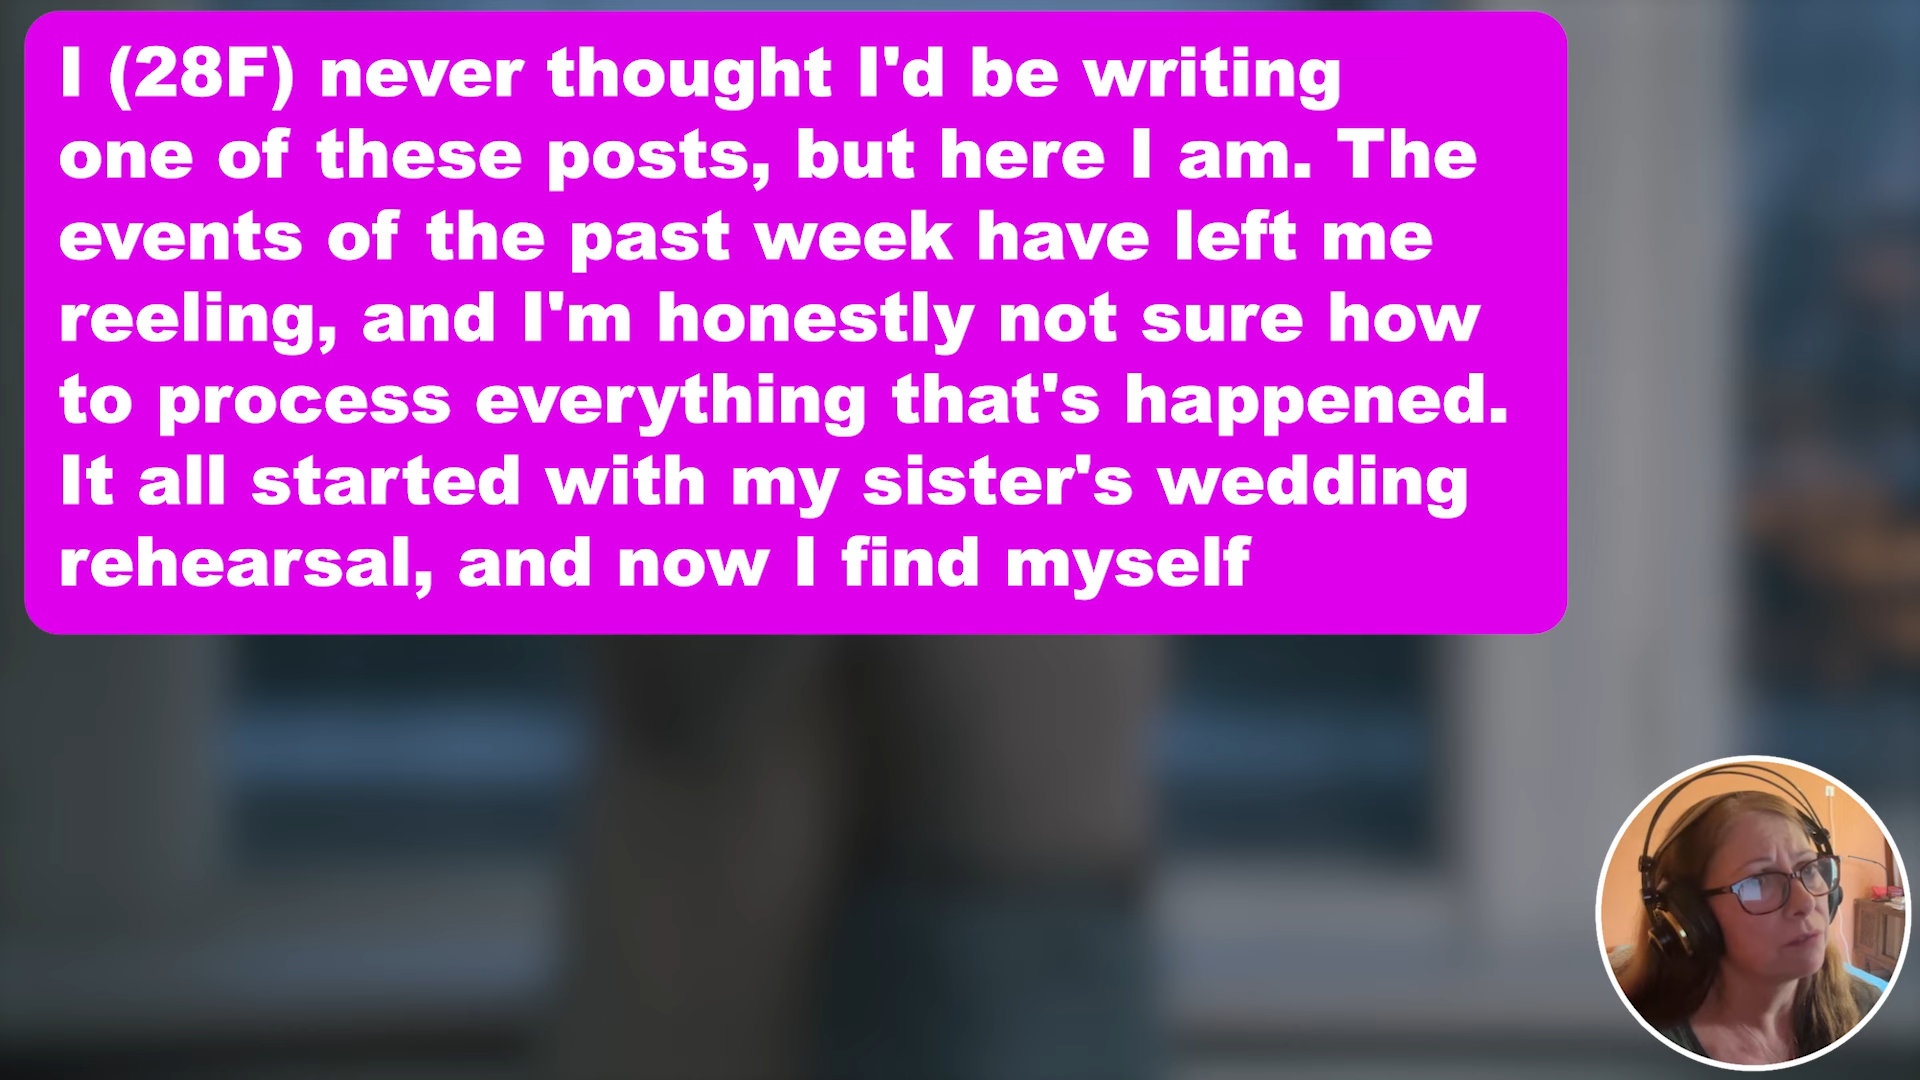 I (28F) never thought I'd be writing
one of these posts, but here I am. The
events of the past week have left me
reeling, and I'm honestly not sure how
to process everything that's happened.
It all started with my sister's wedding
rehearsal, and now I find myself